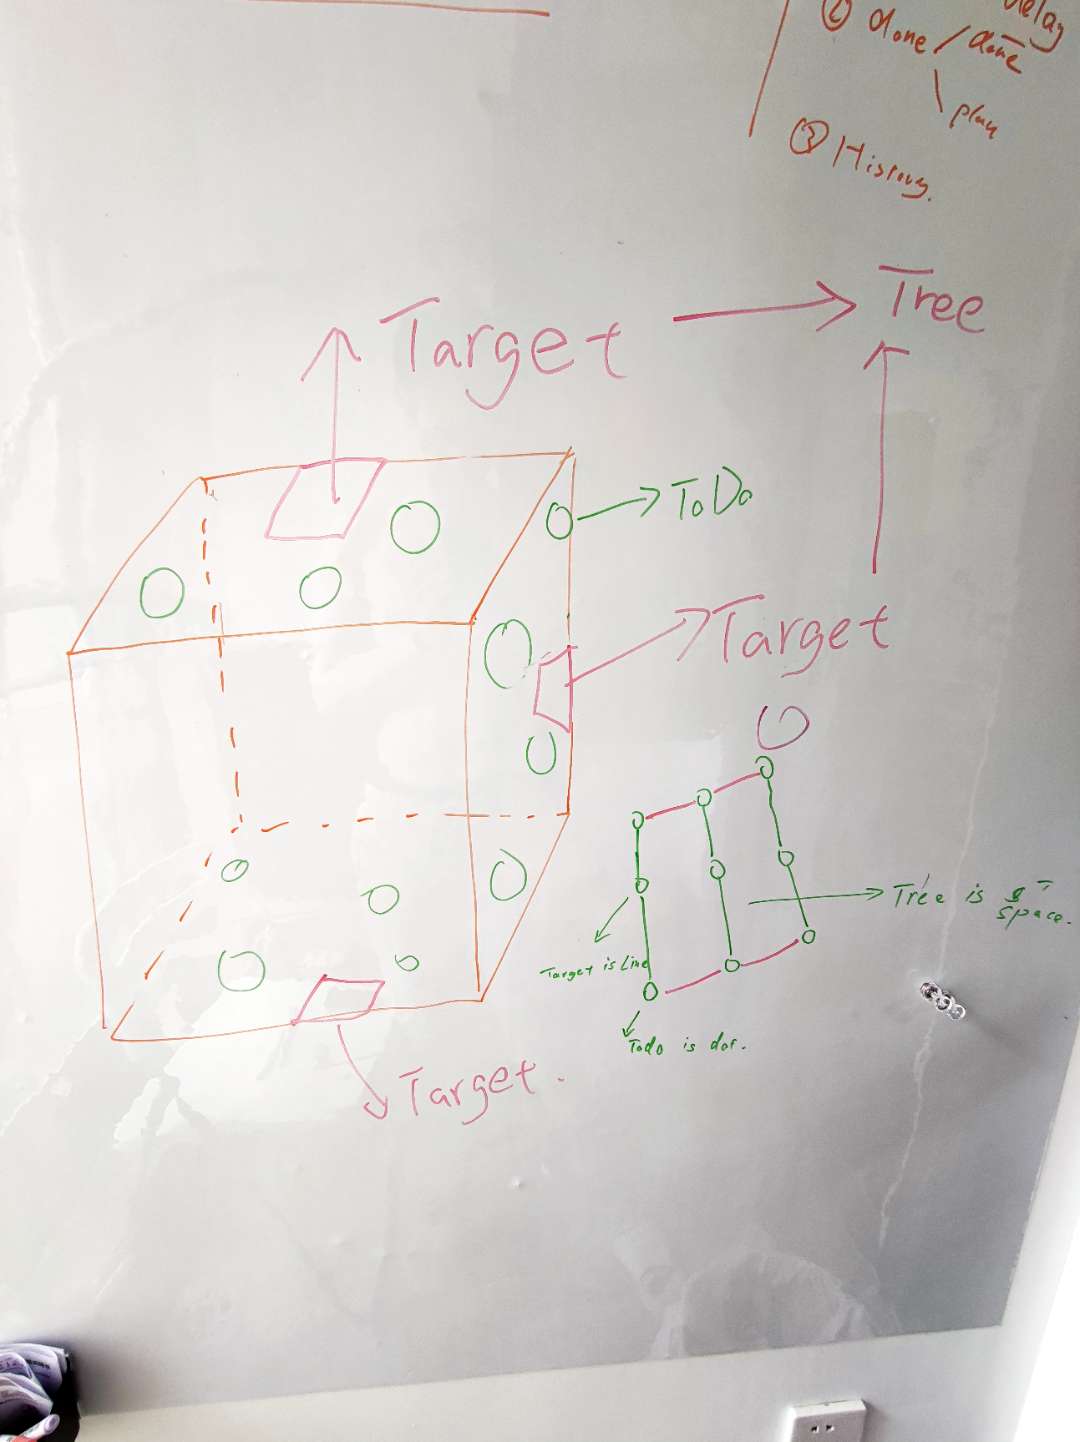 delay
② done / done
plan
③ History.
Target
Tree
ToDo
Target
Tree is
space.
Target is Line
Todo is dot.
Target.